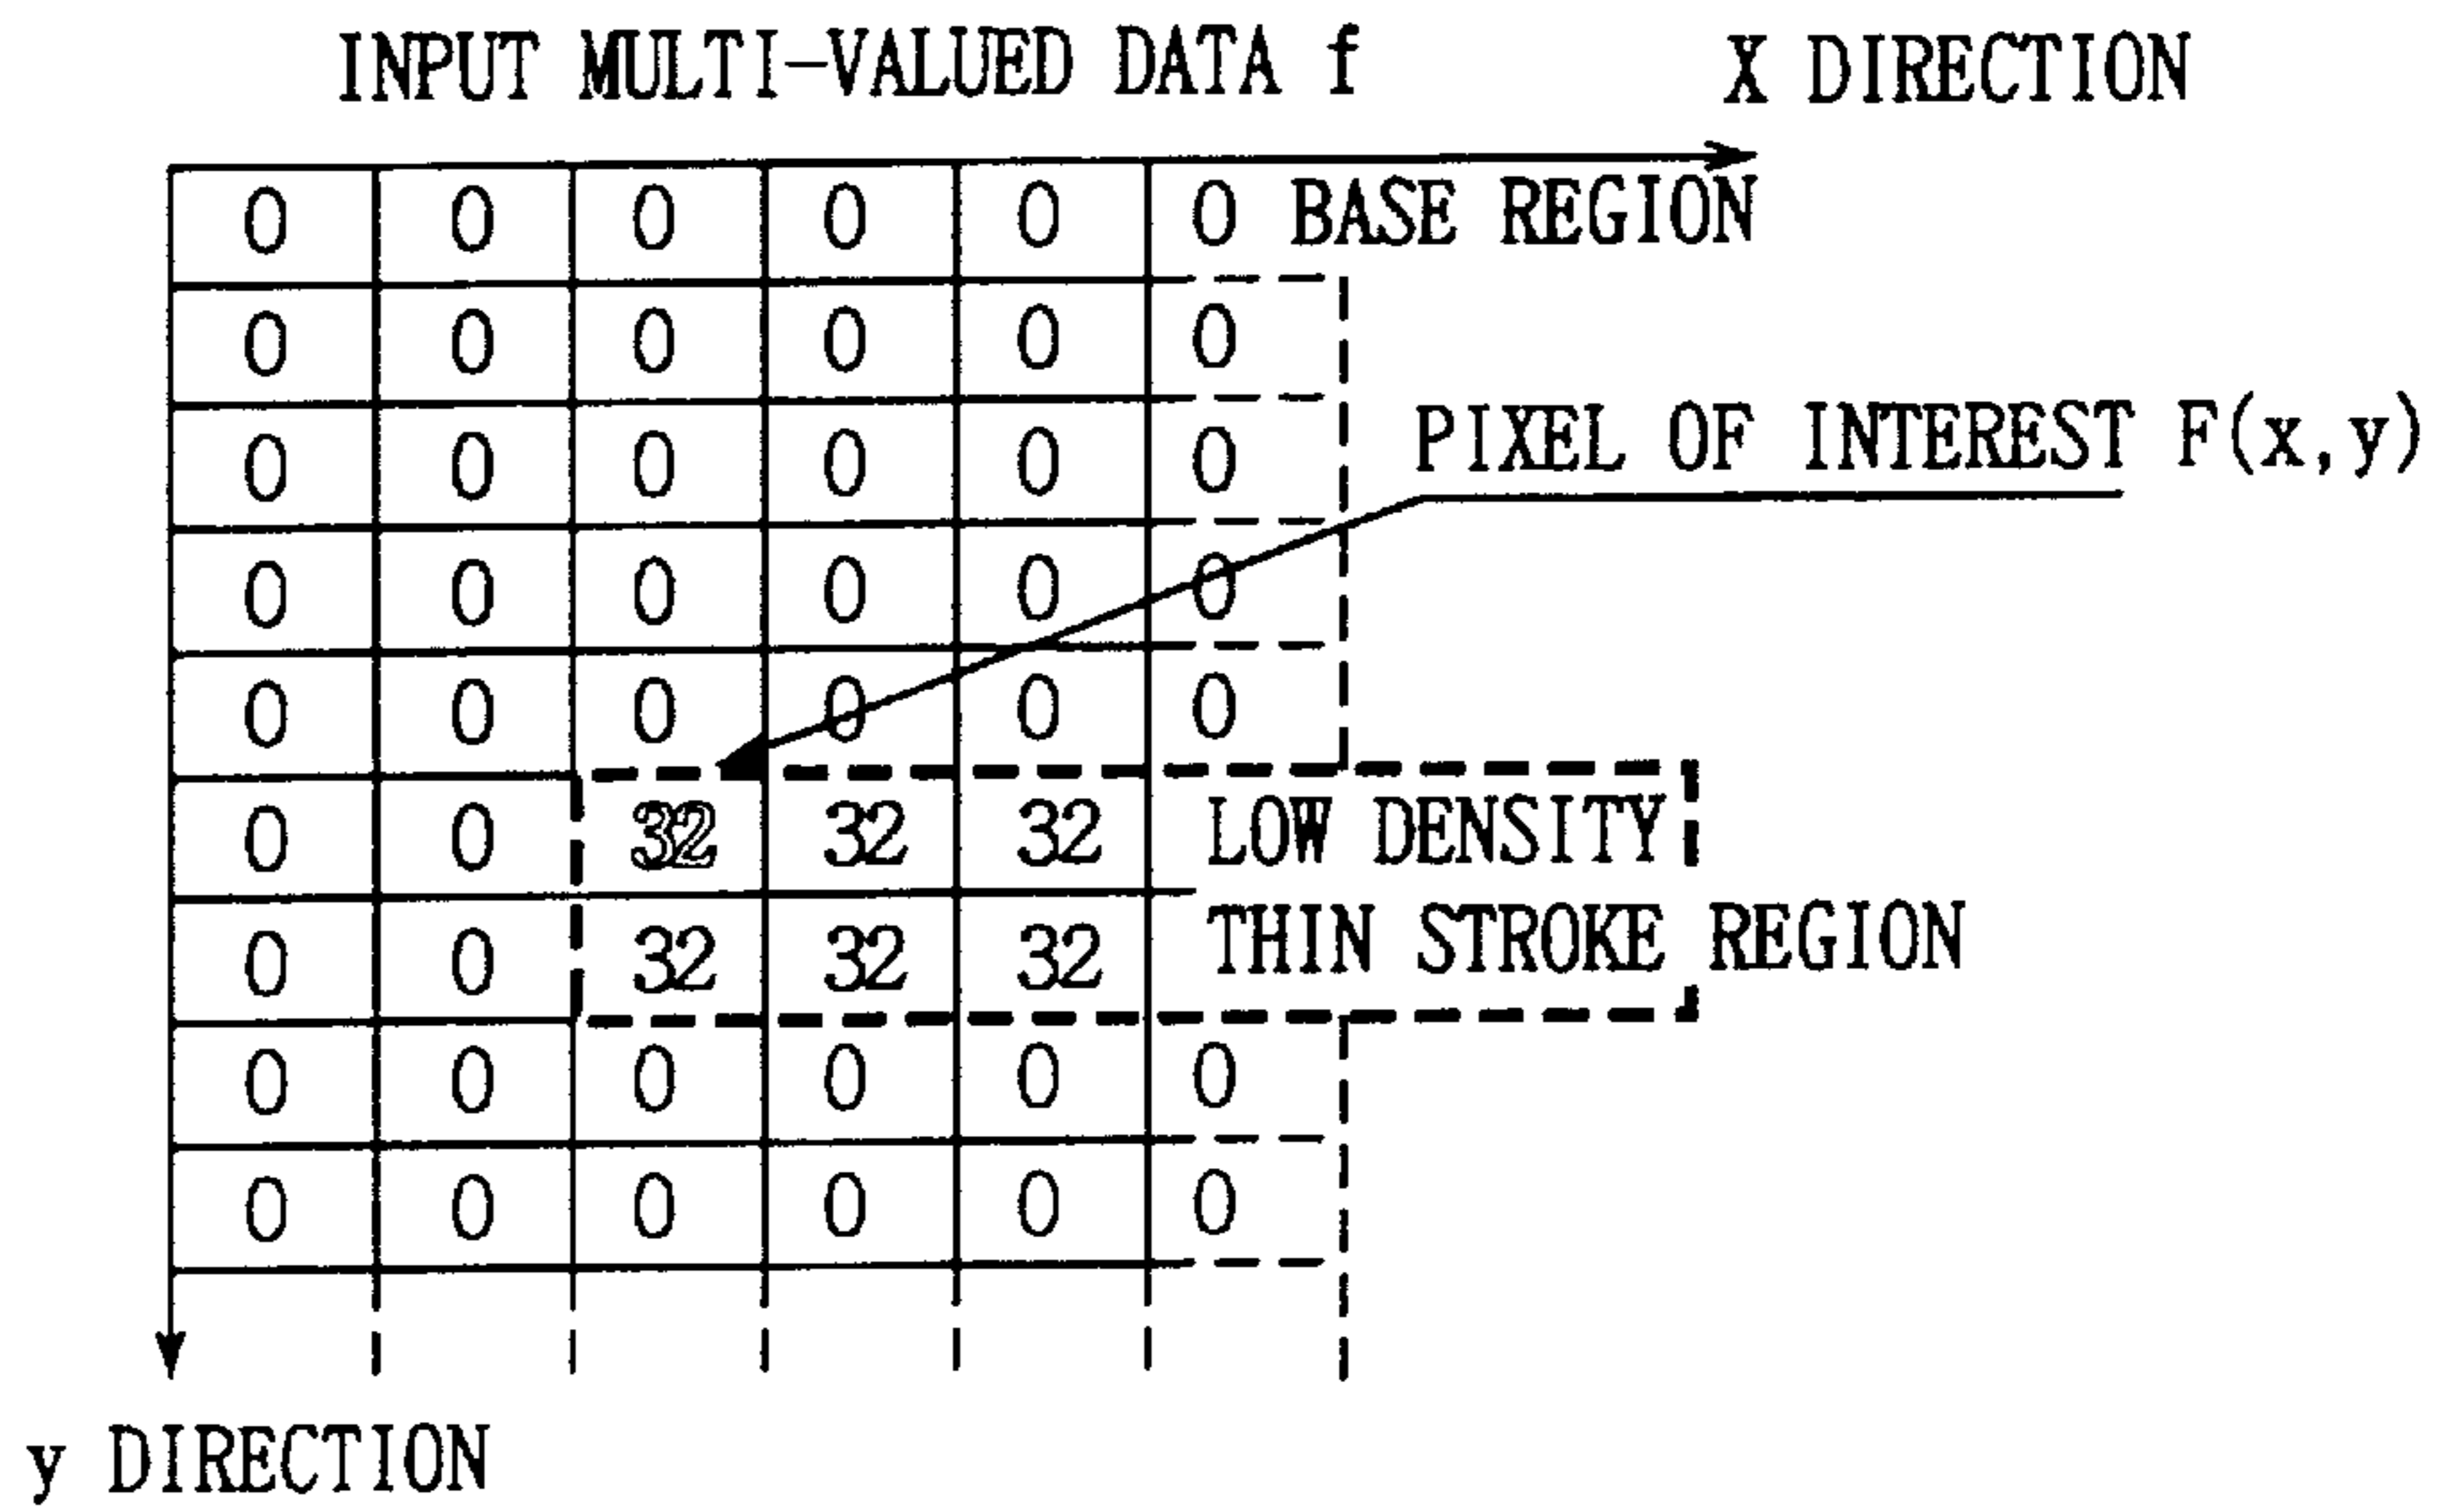 INPUT MULTI-VALUED DATA f
X DIRECTION
0 0 0 0 0 0 BASE REGION
0 0 0 0 0 0
PIXEL OF INTEREST F(x,y)
0 0 0 0 0 0
0 0 0 0 0 0
0 0 0 0 0 0
0 0 32 32 32 LOW DENSITY
0 0 32 32 32 THIN STROKE REGION
0 0 0 0 0 0
0 0 0 0 0 0
y DIRECTION